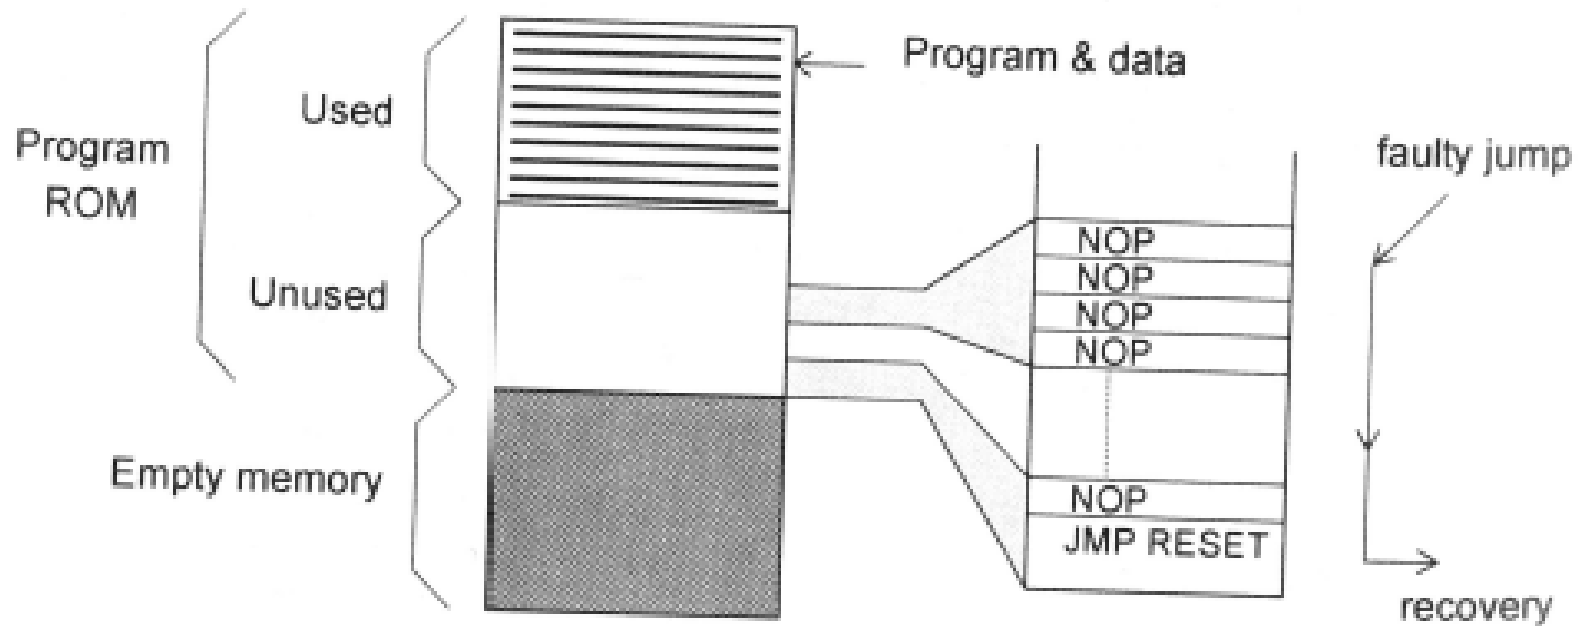 Program & data
Used
Program
ROM
faulty jump
Unused
NOP
NOP
NOP
NOP
Empty memory
NOP
JMP RESET
recovery